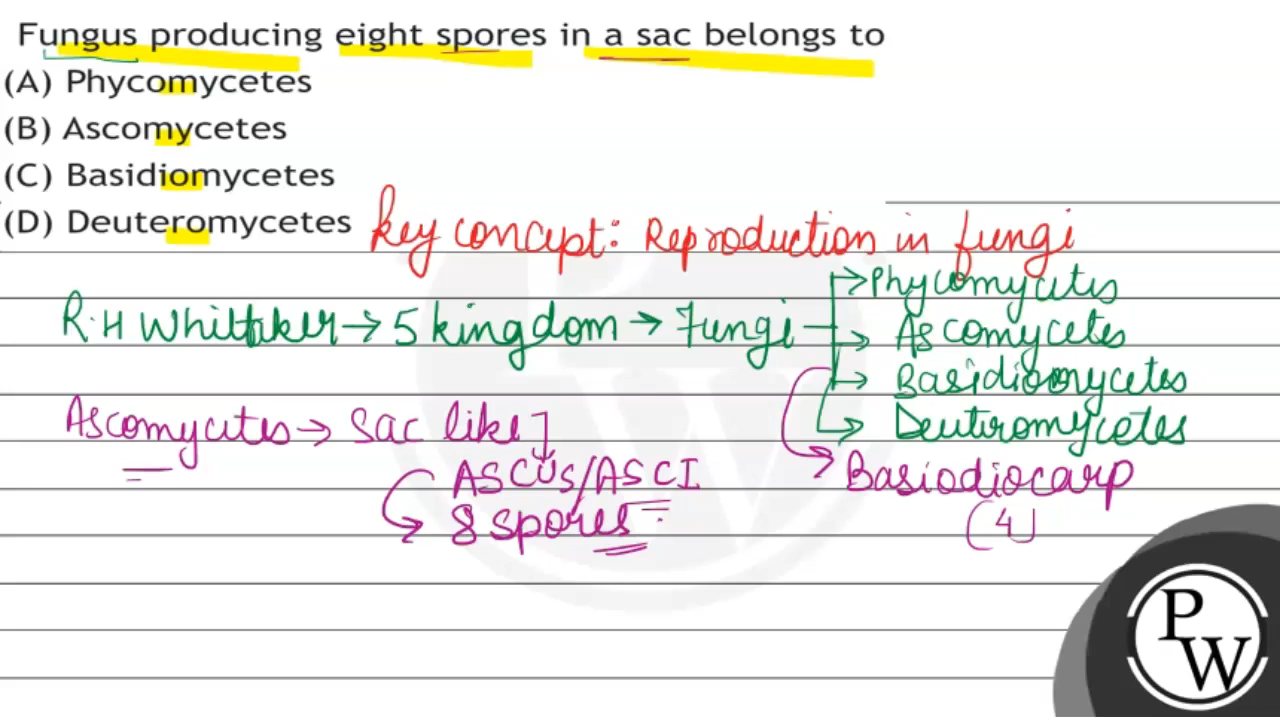 Fungus producing eight spores in a sac belongs to
(A) Phycomycetes
(B) Ascomycetes
(C) Basidiomycetes
(D) Deuteromycetes
Key concept: Reproduction in fungi
R.H Whittaker → 5 kingdom → Fungi
→ Phycomycetes
→ Ascomycetes
→ Basidiomycetes
→ Deuteromycetes
Ascomycetes → Sac like
ASCUS/ASCI
8 spores
Basiodiocarp
(4)
PW